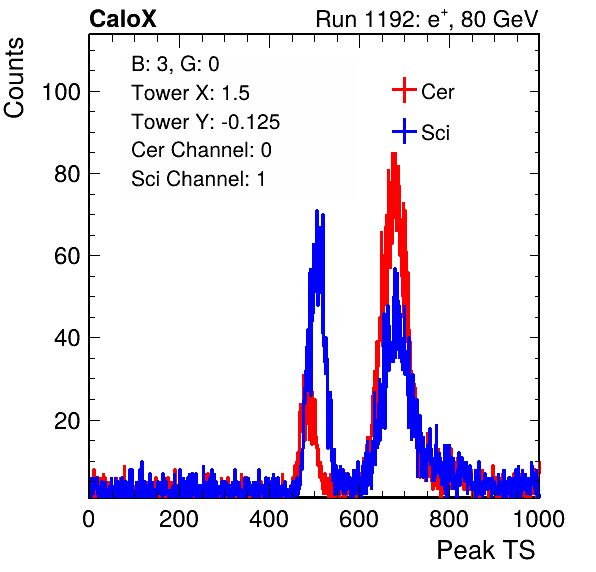 CaloX Run 1192: e⁺, 80 GeV
Counts
B: 3, G: 0
Tower X: 1.5
Tower Y: -0.125
Cer Channel: 0
Sci Channel: 1
Cer
Sci
100
80
60
40
20
0 200 400 600 800 1000
Peak TS